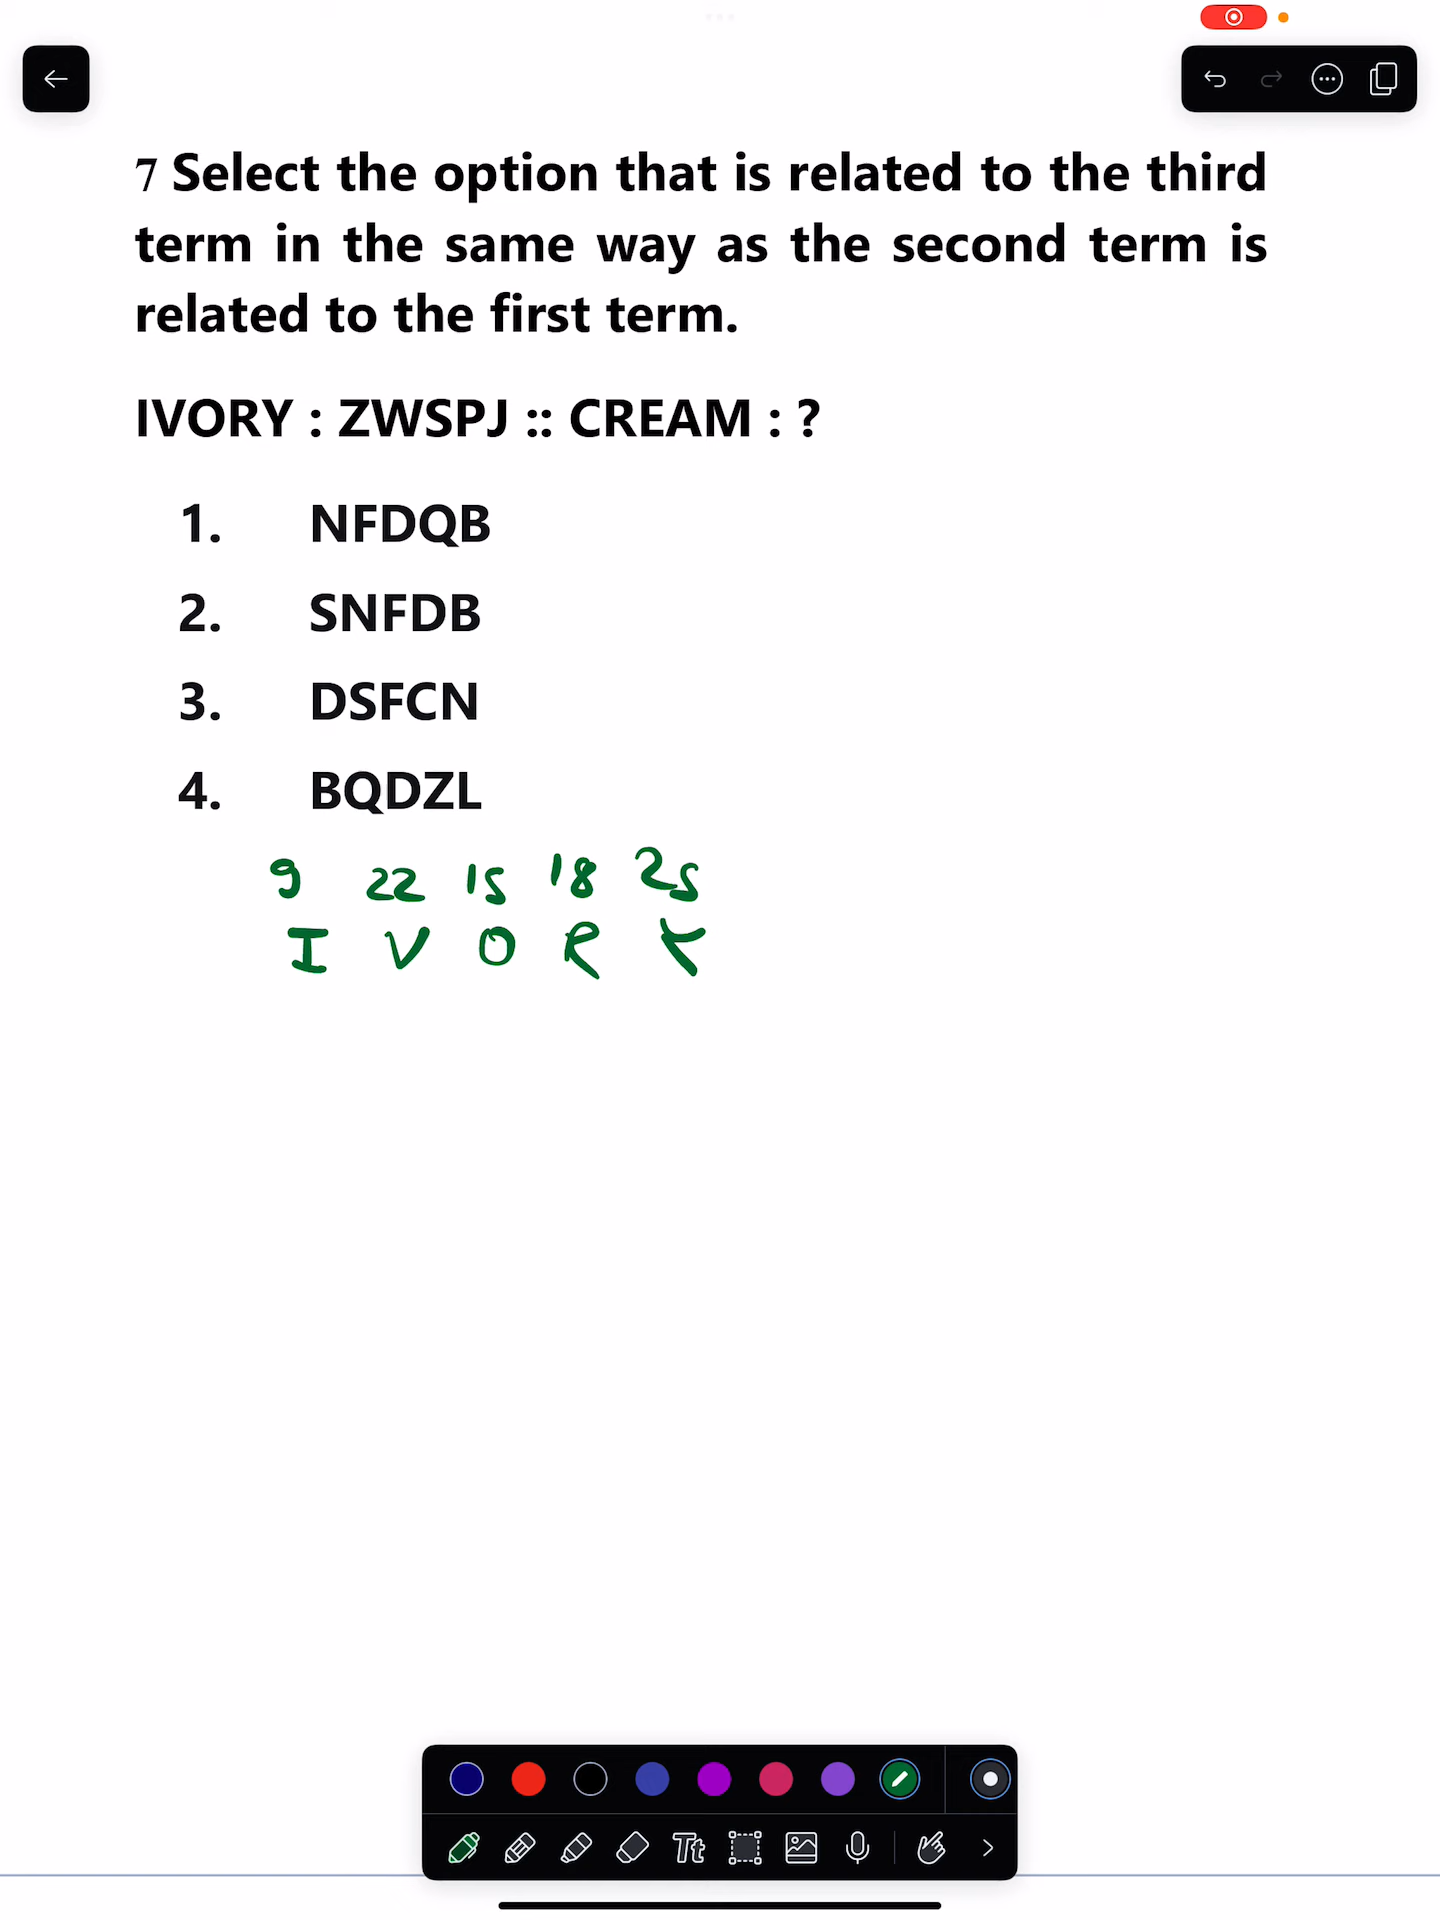 7 Select the option that is related to the third
term in the same way as the second term is
related to the first term.
IVORY : ZWSPJ :: CREAM : ?
1. NFDQB
2. SNFDB
3. DSFCN
4. BQDZL
9 22 15 18 25
I V O R Y
Tt